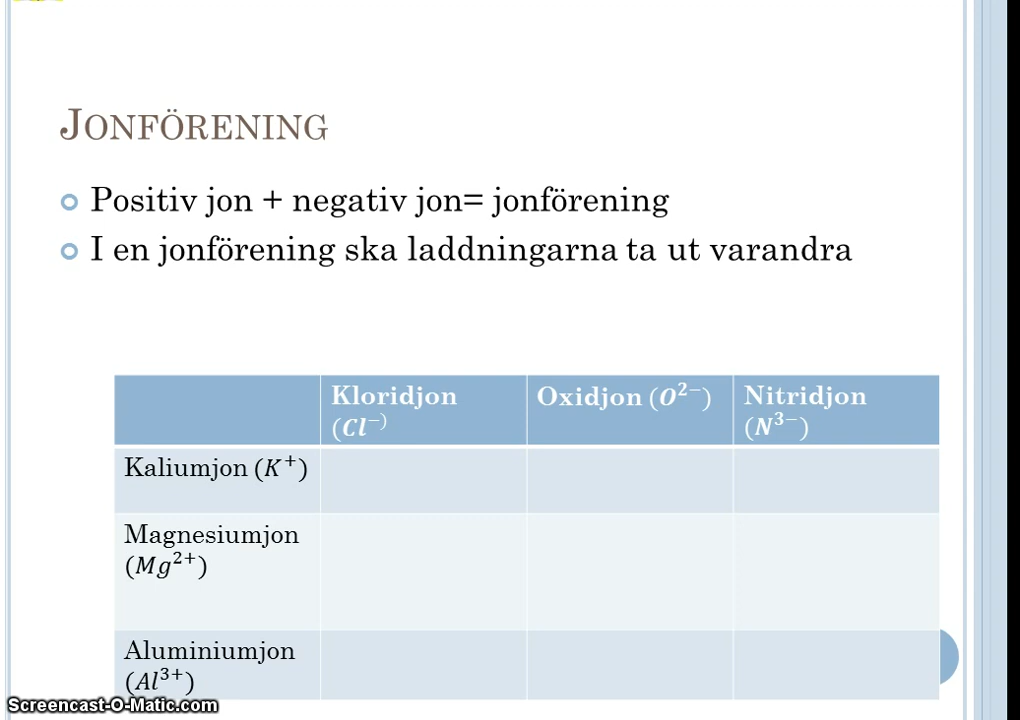 JONFÖRENING
Positiv jon + negativ jon= jonförening
I en jonförening ska laddningarna ta ut varandra
Kloridjon
(Cl⁻⁾
Oxidjon (O²⁻)
Nitridjon
(N³⁻)
Kaliumjon (K⁺)
Magnesiumjon
(Mg²⁺)
Aluminiumjon
(Al³⁺)
Screencast-O-Matic.com